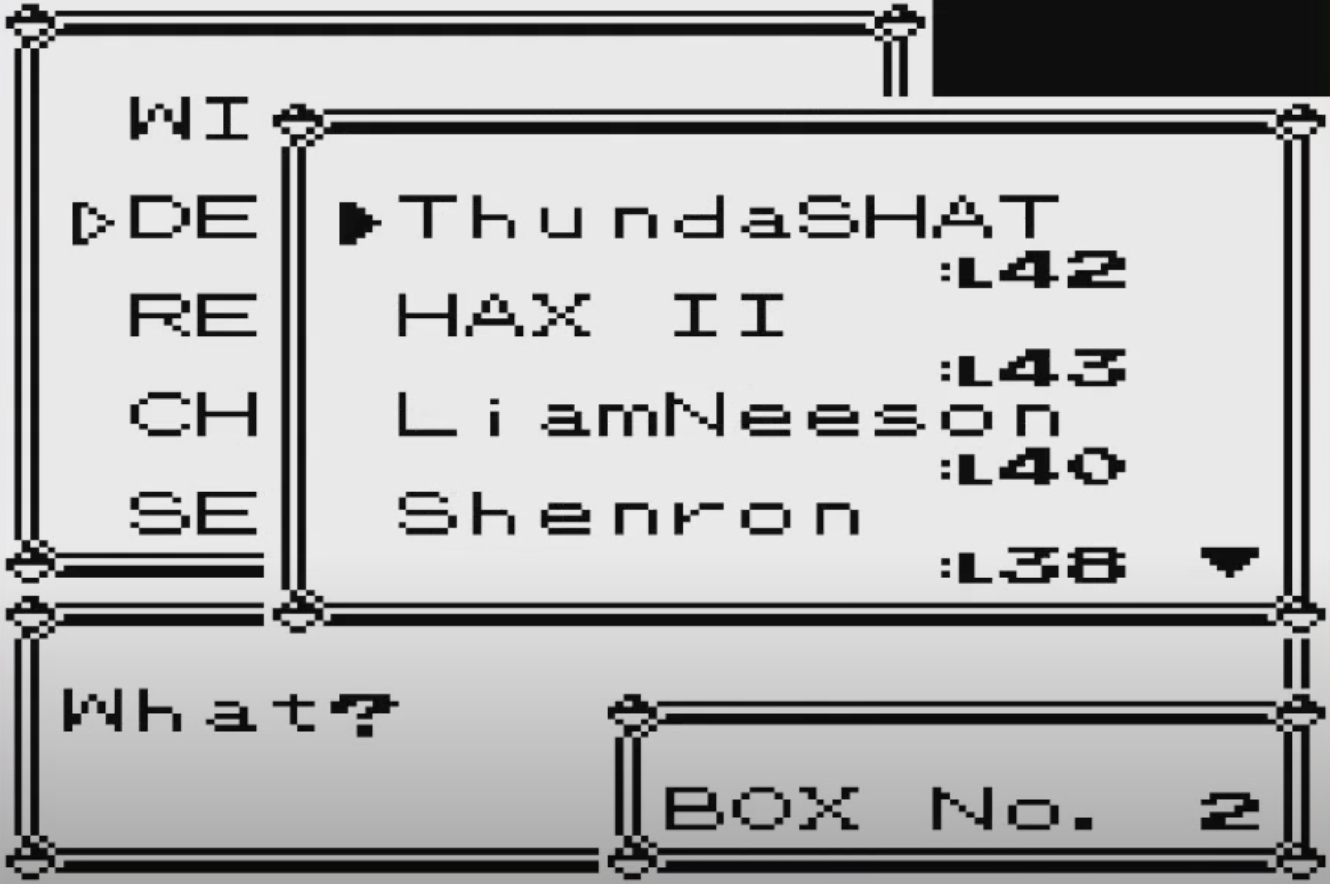 WI
DE
RE
CH
SE
ThundaSHAT
:L42
HAX II
:L43
LiamNeeson
:L40
Shenron
:L38
What?
BOX No. 2